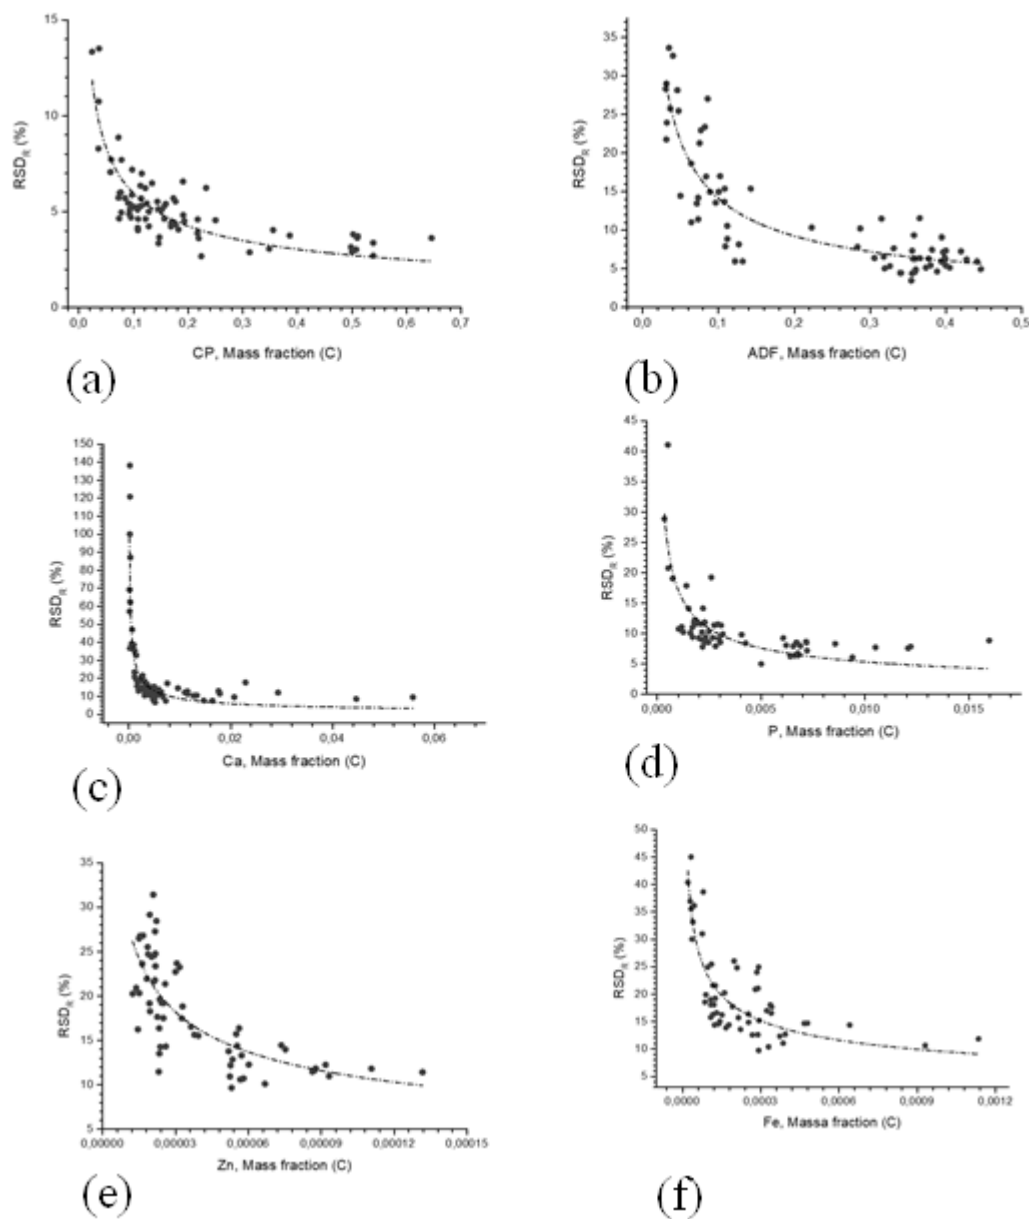 15
10
5
0
RSD_R (%)
0,0 0,1 0,2 0,3 0,4 0,5 0,6 0,7
CP, Mass fraction (C)
(a)
35
30
25
20
15
10
5
0
RSD_R (%)
0,0 0,1 0,2 0,3 0,4 0,5
ADF, Mass fraction (C)
(b)
150
140
130
120
110
100
90
80
70
60
50
40
30
20
10
0
RSD_R (%)
0,00 0,02 0,04 0,06
Ca, Mass fraction (C)
(c)
45
40
35
30
25
20
15
10
5
0
RSD_R (%)
0,000 0,005 0,010 0,015
P, Mass fraction (C)
(d)
35
30
25
20
15
10
5
RSD_R (%)
0,00000 0,00003 0,00006 0,00009 0,00012 0,00015
Zn, Mass fraction (C)
(e)
50
45
40
35
30
25
20
15
10
5
RSD_R (%)
0,0000 0,0003 0,0006 0,0009 0,0012
Fe, Massa fraction (C)
(f)